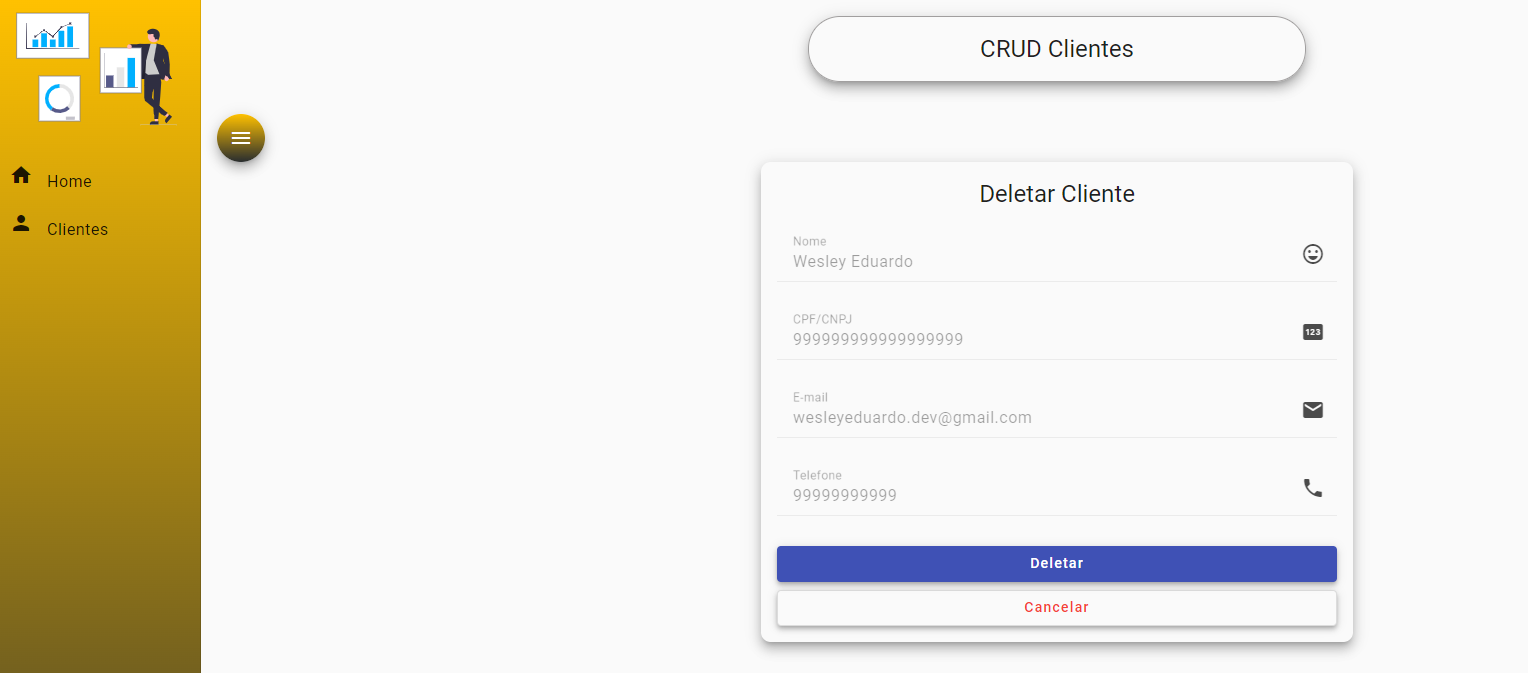 CRUD Clientes
Home
Clientes
Deletar Cliente
Nome
Wesley Eduardo
CPF/CNPJ
999999999999999999
123
E-mail
wesleyeduardo.dev@gmail.com
Telefone
99999999999
Deletar
Cancelar